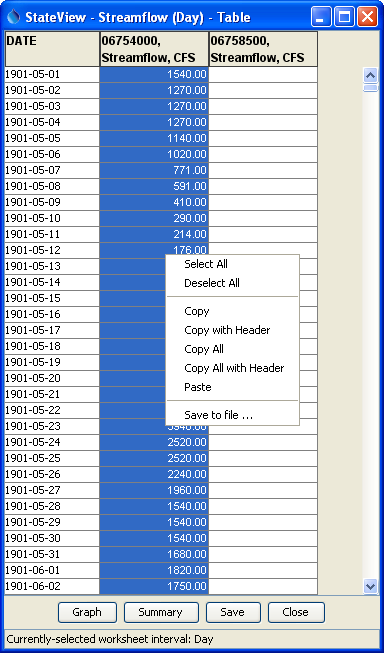 StateView - Streamflow (Day) - Table
DATE 06754000, Streamflow, CFS 06758500, Streamflow, CFS
1901-05-01 1540.00
1901-05-02 1270.00
1901-05-03 1270.00
1901-05-04 1270.00
1901-05-05 1140.00
1901-05-06 1020.00
1901-05-07 771.00
1901-05-08 591.00
1901-05-09 410.00
1901-05-10 290.00
1901-05-11 214.00
1901-05-12 176.00
1901-05-13
1901-05-14
1901-05-15
1901-05-16
1901-05-17
1901-05-18
1901-05-19
1901-05-20
1901-05-21
1901-05-22
1901-05-23 3940.00
1901-05-24 2520.00
1901-05-25 2520.00
1901-05-26 2240.00
1901-05-27 1960.00
1901-05-28 1540.00
1901-05-29 1540.00
1901-05-30 1540.00
1901-05-31 1680.00
1901-06-01 1820.00
1901-06-02 1750.00
Select All
Deselect All
Copy
Copy with Header
Copy All
Copy All with Header
Paste
Save to file ...
Graph Summary Save Close
Currently-selected worksheet interval: Day